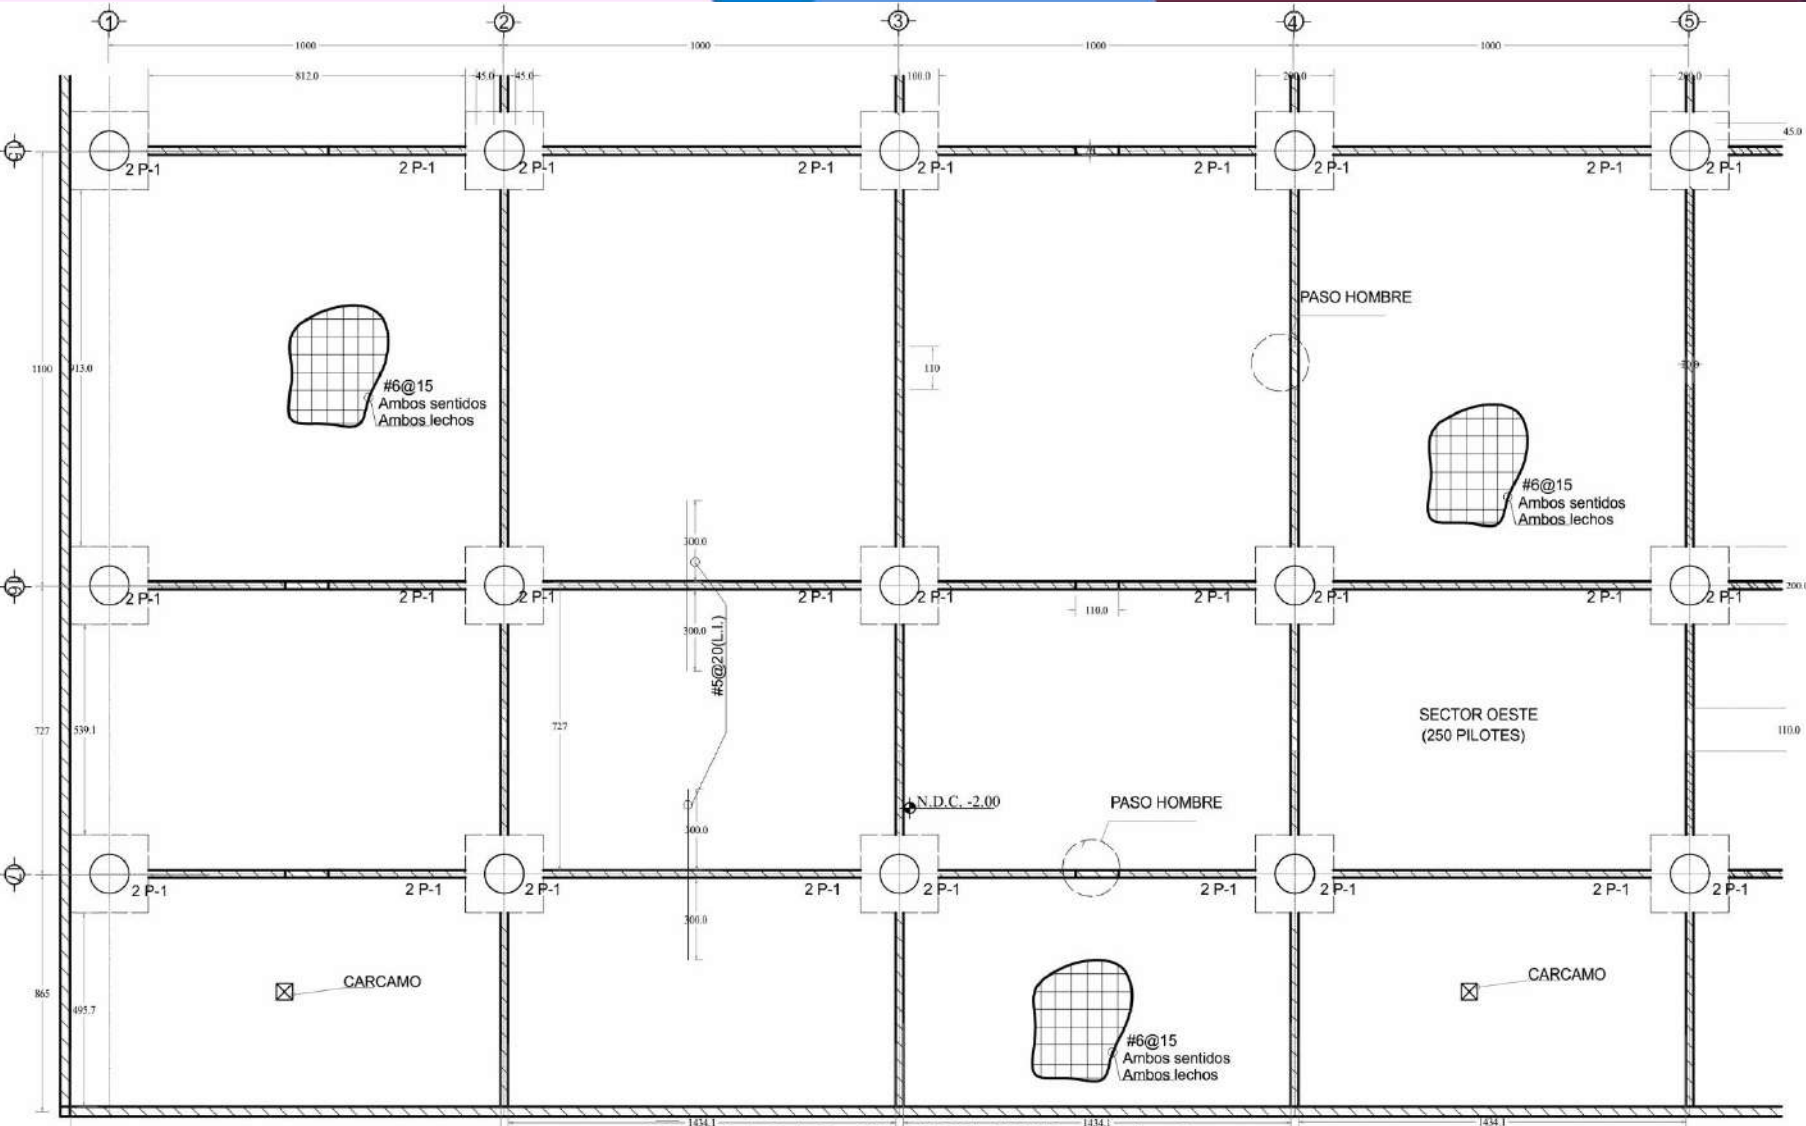 1
2
3
4
5
1000
1000
1000
1000
812.0
45.0
45.0
100.0
200.0
200.0
45.0
2 P-1
2 P-1
2 P-1
2 P-1
2 P-1
2 P-1
2 P-1
2 P-1
2 P-1
PASO HOMBRE
1100
913.0
110
#6@15
Ambos sentidos
Ambos lechos
#6@15
Ambos sentidos
Ambos lechos
300.0
200.0
2 P-1
2 P-1
2 P-1
2 P-1
2 P-1
2 P-1
2 P-1
2 P-1
2 P-1
110.0
300.0
#5@20(L.I.)
SECTOR OESTE
(250 PILOTES)
727
539.1
727
110.0
N.D.C. -2.00
PASO HOMBRE
300.0
2 P-1
2 P-1
2 P-1
2 P-1
2 P-1
2 P-1
2 P-1
2 P-1
2 P-1
300.0
CARCAMO
CARCAMO
865
495.7
#6@15
Ambos sentidos
Ambos lechos
1434.1
1434.1
1434.1